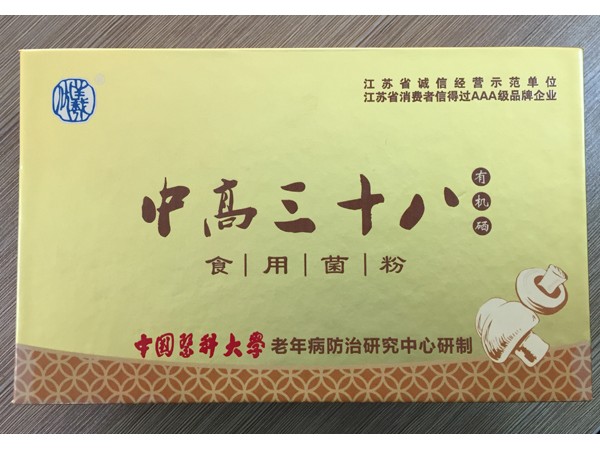 江苏省诚信经营示范单位
江苏省消费者信得过AAA级品牌企业
中高三十八
有机硒
食|用|菌|粉
中国醫科大學老年病防治研究中心研制